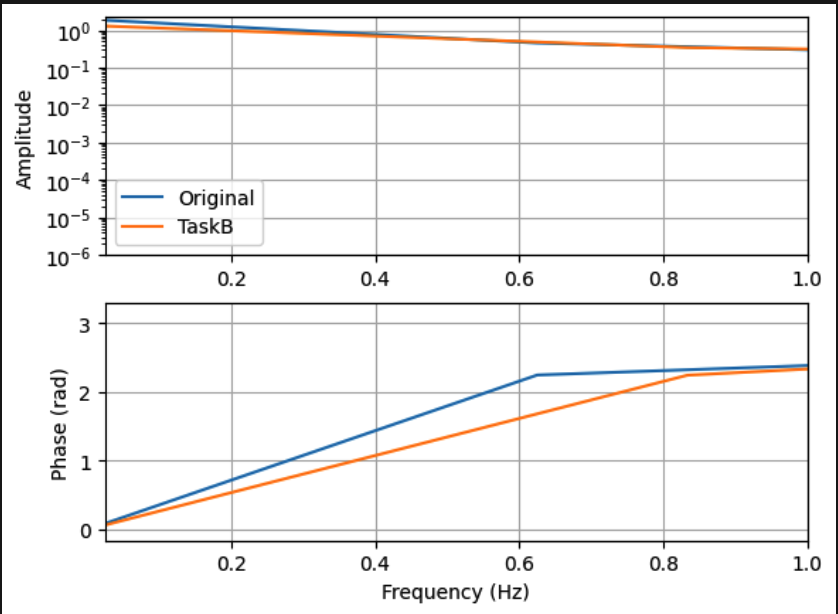 Amplitude
10⁰
10⁻¹
10⁻²
10⁻³
10⁻⁴
10⁻⁵
10⁻⁶
Original
TaskB
0.2 0.4 0.6 0.8 1.0
Phase (rad)
3
2
1
0
0.2 0.4 0.6 0.8 1.0
Frequency (Hz)